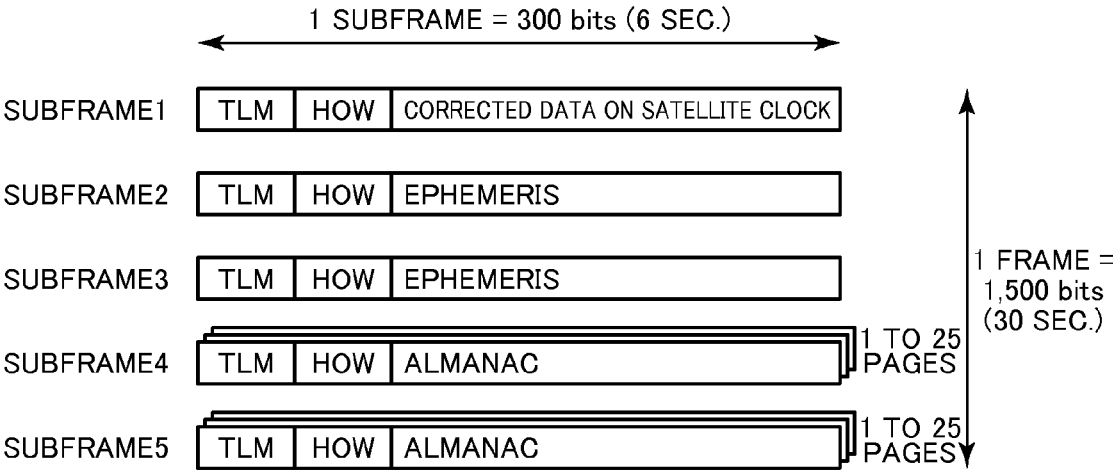 1 SUBFRAME = 300 bits (6 SEC.)
SUBFRAME1 TLM HOW CORRECTED DATA ON SATELLITE CLOCK
SUBFRAME2 TLM HOW EPHEMERIS
SUBFRAME3 TLM HOW EPHEMERIS
1 FRAME =
1,500 bits
(30 SEC.)
SUBFRAME4 TLM HOW ALMANAC
1 TO 25
PAGES
SUBFRAME5 TLM HOW ALMANAC
1 TO 25
PAGES